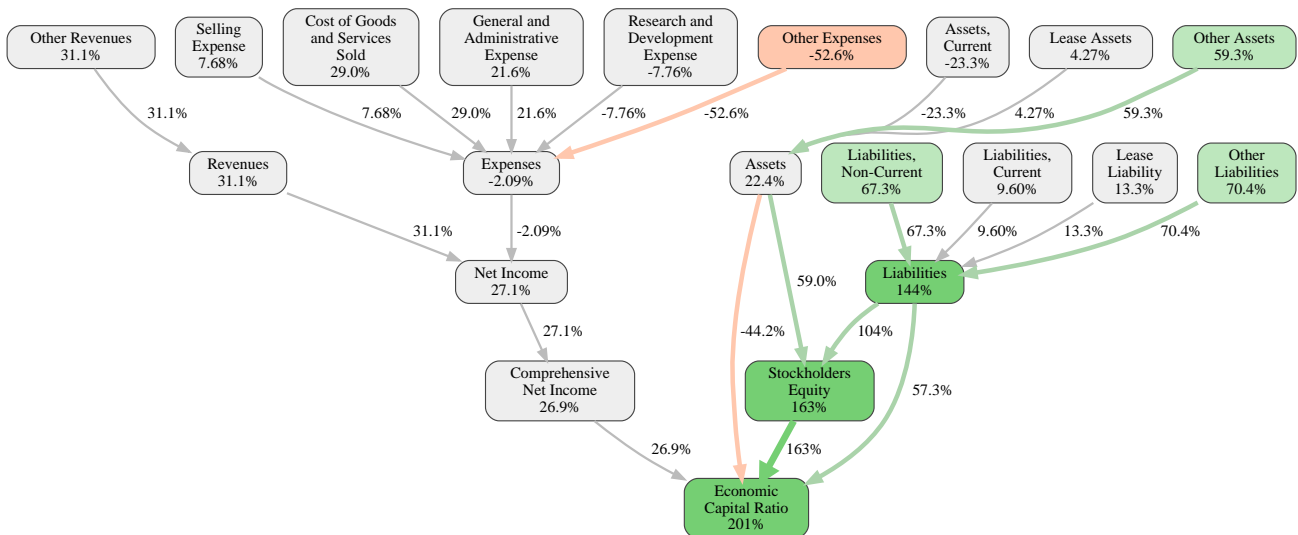 Other Revenues
31.1%
Selling
Expense
7.68%
Cost of Goods
and Services
Sold
29.0%
General and
Administrative
Expense
21.6%
Research and
Development
Expense
-7.76%
Other Expenses
-52.6%
Assets,
Current
-23.3%
Lease Assets
4.27%
Other Assets
59.3%
31.1%
7.68%
29.0%
21.6%
-7.76%
-52.6%
-23.3%
4.27%
59.3%
Revenues
31.1%
Expenses
-2.09%
Assets
22.4%
Liabilities,
Non-Current
67.3%
Liabilities,
Current
9.60%
Lease
Liability
13.3%
Other
Liabilities
70.4%
31.1%
-2.09%
67.3%
9.60%
13.3%
70.4%
Net Income
27.1%
59.0%
Liabilities
144%
27.1%
-44.2%
104%
Comprehensive
Net Income
26.9%
Stockholders
Equity
163%
57.3%
26.9%
163%
Economic
Capital Ratio
201%